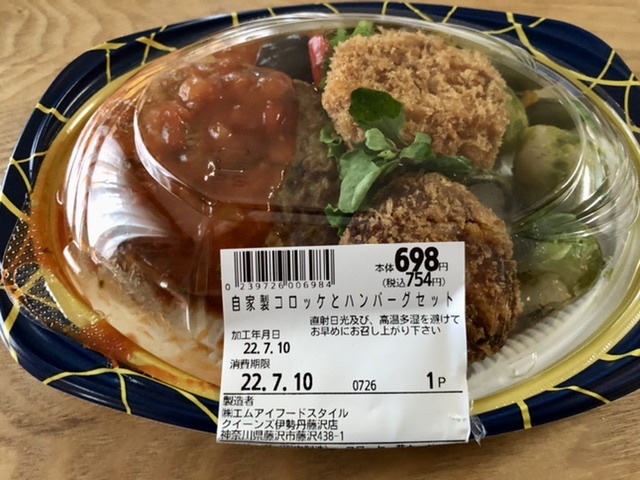 0 239726 006984
本体 698円
(税込 754円)
自家製コロッケとハンバーグセット
直射日光及び、高温多湿を避けて
お早めにお召し上がり下さい
加工年月日
22.7.10
消費期限
22.7.10 0726 1P
製造者
㈱エムアイフードスタイル
クイーンズ伊勢丹藤沢店
神奈川県藤沢市藤沢438-1